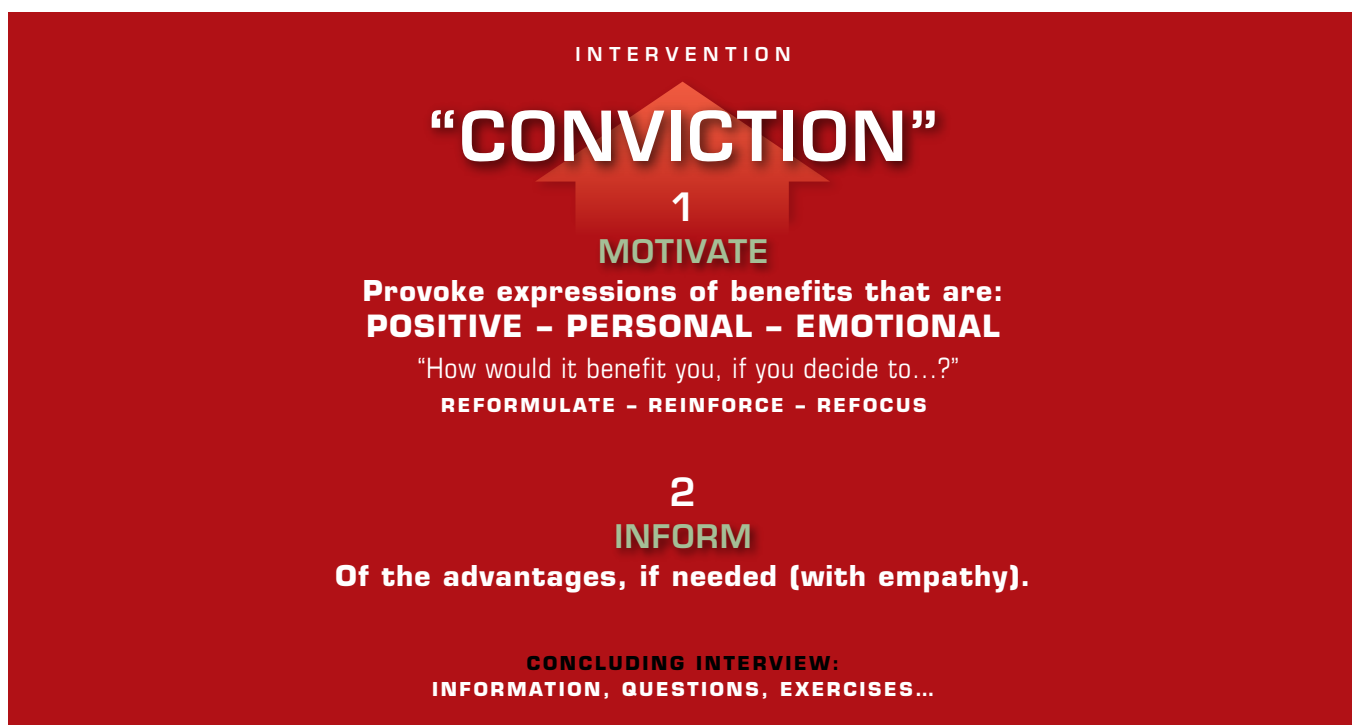 INTERVENTION
“CONVICTION”
1
MOTIVATE
Provoke expressions of benefits that are:
POSITIVE – PERSONAL – EMOTIONAL
“How would it benefit you, if you decide to...?”
REFORMULATE – REINFORCE – REFOCUS
2
INFORM
Of the advantages, if needed (with empathy).
CONCLUDING INTERVIEW:
INFORMATION, QUESTIONS, EXERCISES...